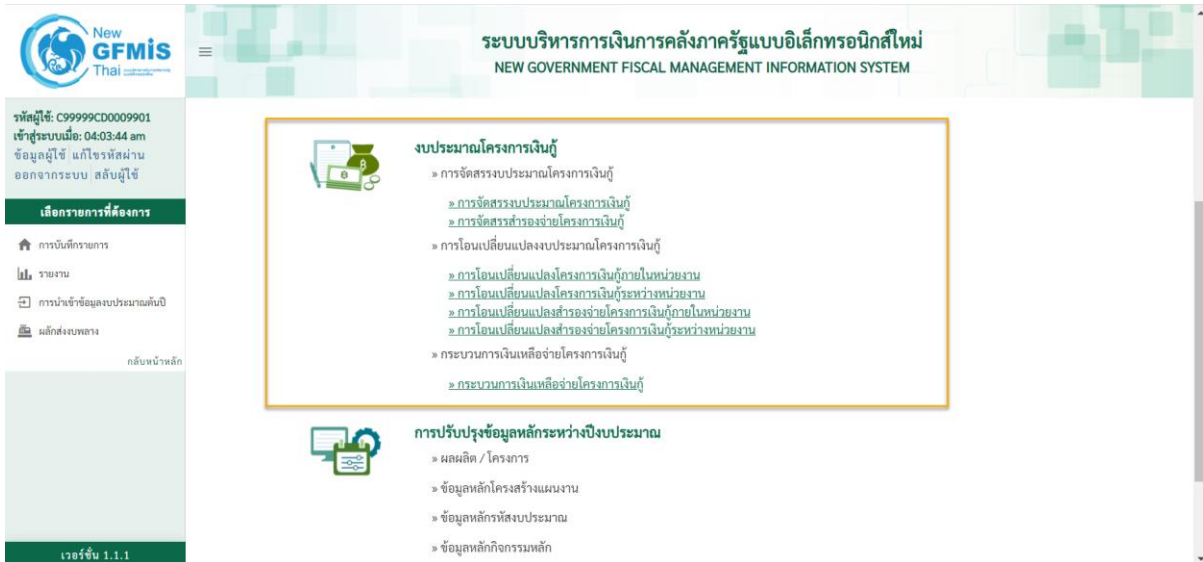 New
GFMIS
Thai
ระบบบริหารการเงินการคลังภาครัฐแบบอิเล็กทรอนิกส์ใหม่
NEW GOVERNMENT FISCAL MANAGEMENT INFORMATION SYSTEM
รหัสผู้ใช้: C99999CD0009901
เข้าสู่ระบบเมื่อ: 04:03:44 am
ข้อมูลผู้ใช้ แก้ไขรหัสผ่าน
ออกจากระบบ สลับผู้ใช้
เลือกรายการที่ต้องการ
การบันทึกรายการ
รายงาน
การนำเข้าข้อมูลงบประมาณต้นปี
ผลักส่งงบพลาง
กลับหน้าหลัก
งบประมาณโครงการเงินกู้
» การจัดสรรงบประมาณโครงการเงินกู้
» การจัดสรรงบประมาณโครงการเงินกู้
» การจัดสรรสำรองจ่ายโครงการเงินกู้
» การโอนเปลี่ยนแปลงงบประมาณโครงการเงินกู้
» การโอนเปลี่ยนแปลงโครงการเงินกู้ภายในหน่วยงาน
» การโอนเปลี่ยนแปลงโครงการเงินกู้ระหว่างหน่วยงาน
» การโอนเปลี่ยนแปลงสำรองจ่ายโครงการเงินกู้ภายในหน่วยงาน
» การโอนเปลี่ยนแปลงสำรองจ่ายโครงการเงินกู้ระหว่างหน่วยงาน
» กระบวนการเงินเหลือจ่ายโครงการเงินกู้
» กระบวนการเงินเหลือจ่ายโครงการเงินกู้
การปรับปรุงข้อมูลหลักระหว่างปีงบประมาณ
» ผลผลิต / โครงการ
» ข้อมูลหลักโครงสร้างแผนงาน
» ข้อมูลหลักรหัสงบประมาณ
» ข้อมูลหลักกิจกรรมหลัก
เวอร์ชั่น 1.1.1